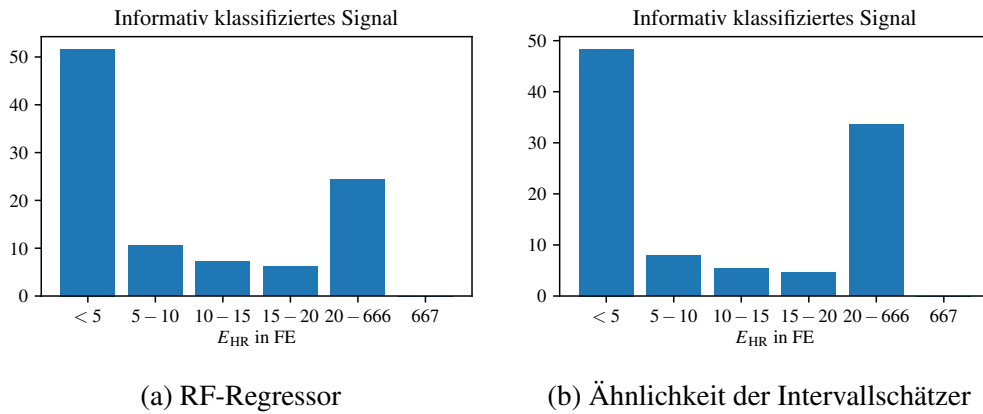 Informativ klassifiziertes Signal
50
40
30
20
10
0
< 5 5 − 10 10 − 15 15 − 20 20 − 666 667
E_HR in FE
(a) RF-Regressor
Informativ klassifiziertes Signal
50
40
30
20
10
0
< 5 5 − 10 10 − 15 15 − 20 20 − 666 667
E_HR in FE
(b) Ähnlichkeit der Intervallschätzer